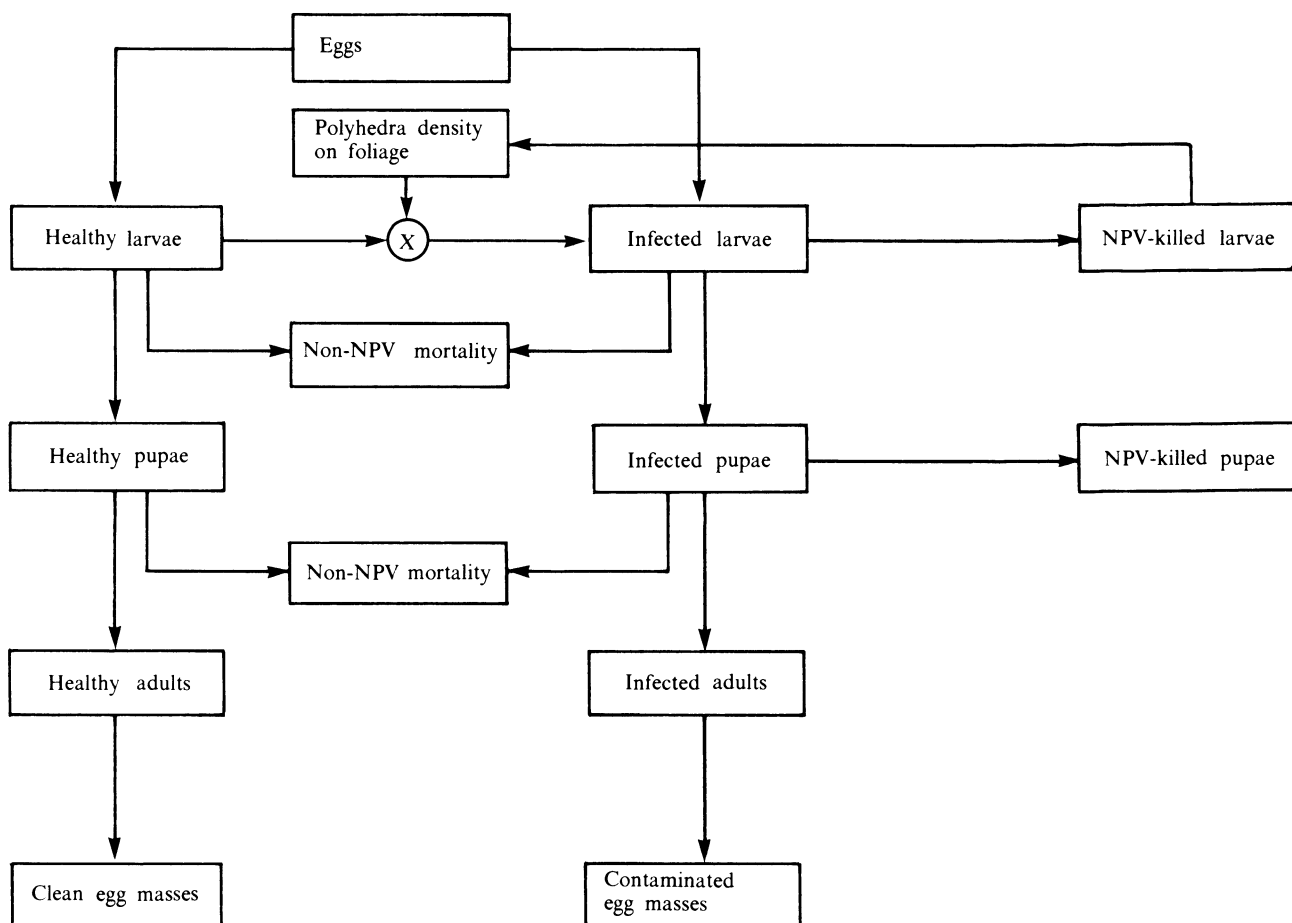 Eggs
Polyhedra density
on foliage
Healthy larvae
X
Infected larvae
NPV-killed larvae
Non-NPV mortality
Healthy pupae
Infected pupae
NPV-killed pupae
Non-NPV mortality
Healthy adults
Infected adults
Clean egg masses
Contaminated
egg masses